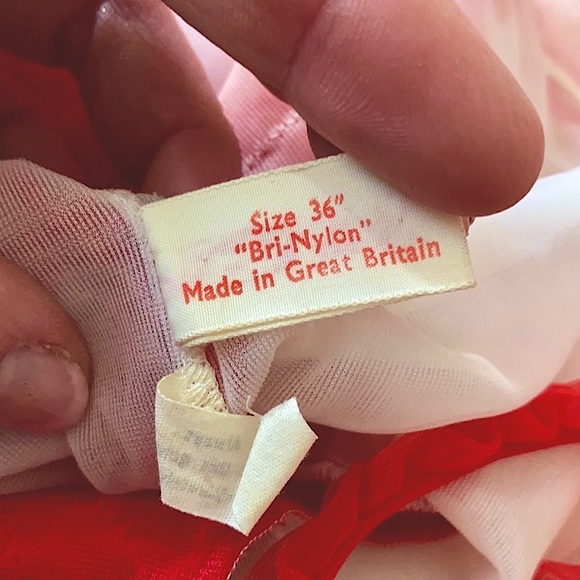 Size 36"
"Bri-Nylon"
Made in Great Britain